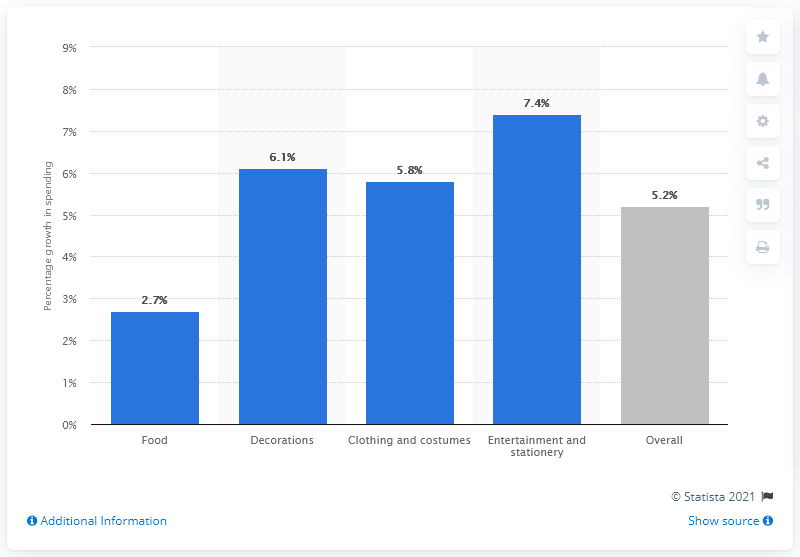 9%
8%
7%
6%
5%
4%
3%
2%
1%
0%
Percentage growth in spending
2.7%
6.1%
5.8%
7.4%
5.2%
Food
Decorations
Clothing and costumes
Entertainment and
stationery
Overall
© Statista 2021
Additional Information
Show source